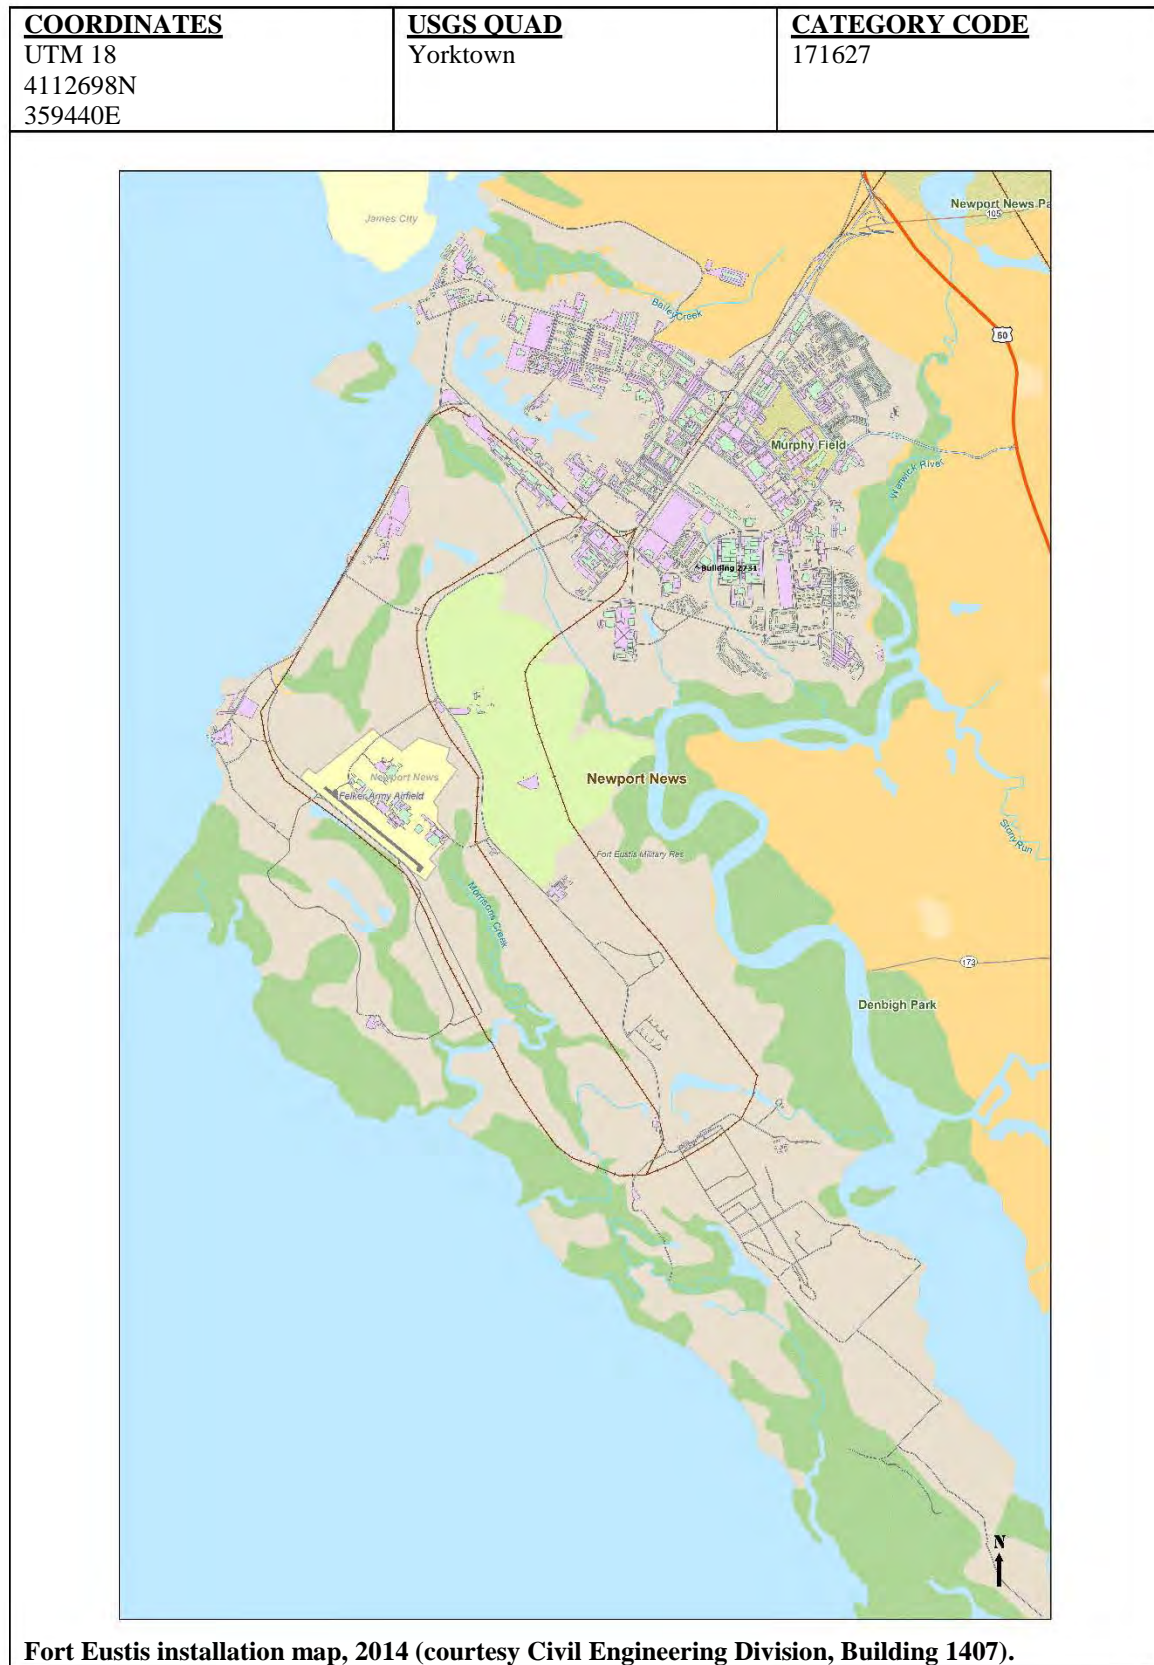 COORDINATES
UTM 18
4112698N
359440E
USGS QUAD
Yorktown
CATEGORY CODE
171627
James City
Newport News Pa
105
Bailey Creek
60
Murphy Field
Warwick River
Building 2731
Newport News
Felker Army Airfield
Newport News
Fort Eustis Military Res
Stony Run
Morrisons Creek
173
Denbigh Park
N
Fort Eustis installation map, 2014 (courtesy Civil Engineering Division, Building 1407).